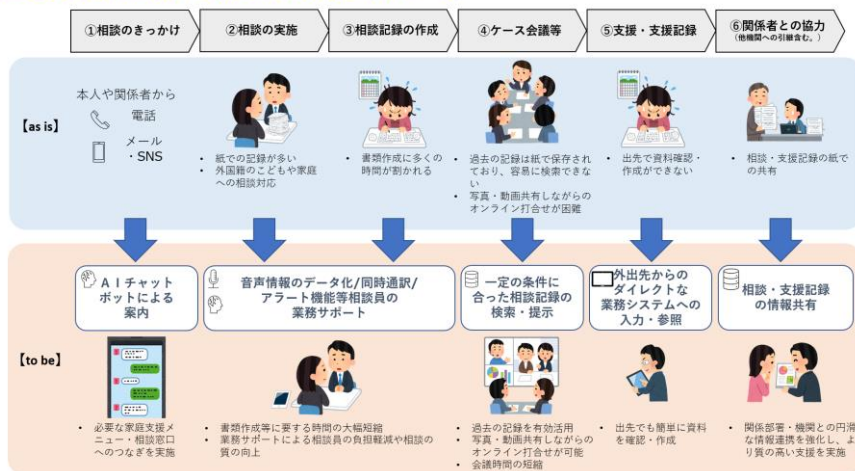 ①相談のきっかけ
②相談の実施
③相談記録の作成
④ケース会議等
⑤支援・支援記録
⑥関係者との協力
(他機関への引継含む。)
【as is】
本人や関係者から
電話
メール
・SNS
• 紙での記録が多い
• 外国籍のこどもや家庭
への相談対応
• 書類作成に多くの
時間が割かれる
• 過去の記録は紙で保存され
ており、容易に検索できな
い
• 写真・動画共有しながらの
オンライン打合せが困難
• 出先で資料確認・
作成ができない
• 相談・支援記録の紙で
の共有
【to be】
AIチャット
ボットによる
案内
音声情報のデータ化/同時通訳/
アラート機能等相談員の
業務サポート
一定の条件に
合った相談記録の
検索・提示
外出先からの
ダイレクトな
業務システムへの
入力・参照
相談・支援記録
の情報共有
• 必要な家庭支援メ
ニュー・相談窓口
へのつなぎを実施
• 書類作成等に要する時間の大幅短縮
• 業務サポートによる相談員の負担軽減や相談の
質の向上
• 過去の記録を有効活用
• 写真・動画共有しながらの
オンライン打合せが可能
• 会議時間の短縮
• 出先でも簡単に資料
を確認・作成
• 関係部署・機関との円滑
な情報連携を強化し、よ
り質の高い支援を実施